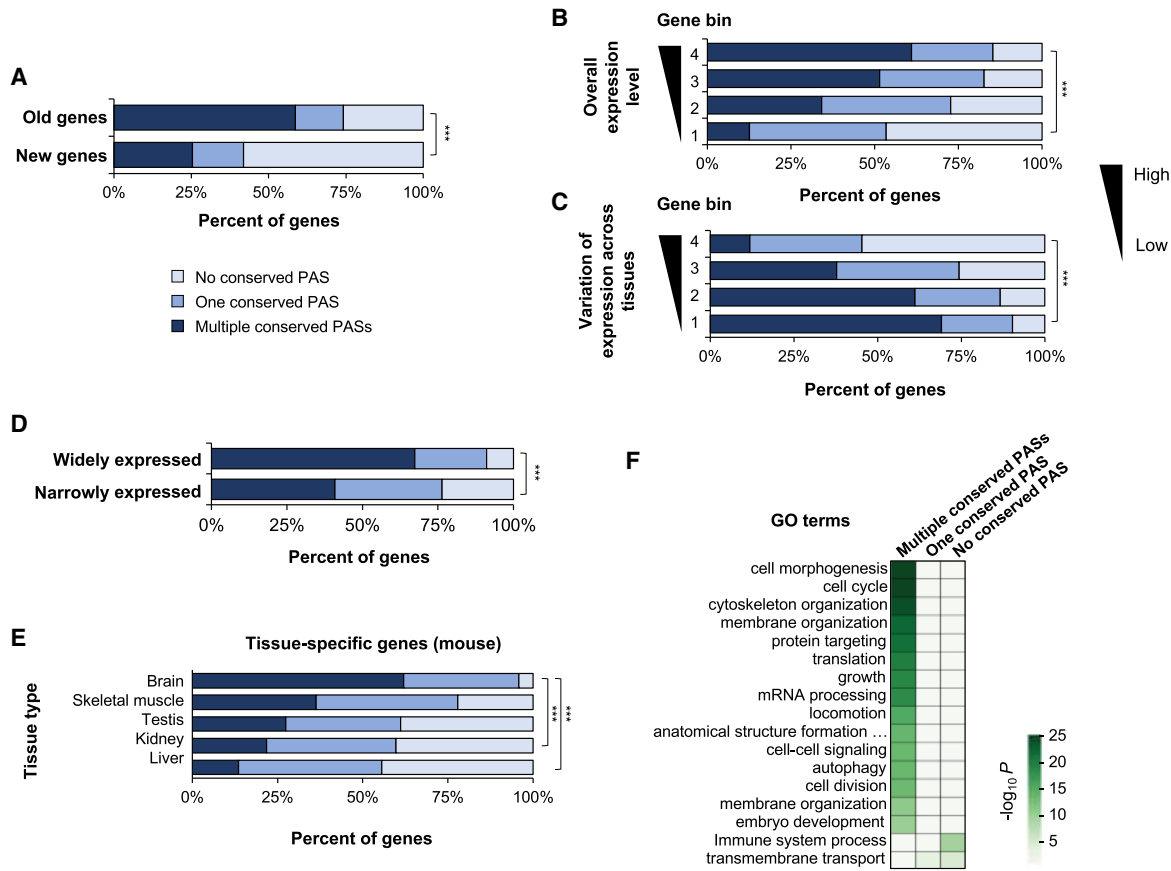 A
Old genes
New genes
***
0% 25% 50% 75% 100%
Percent of genes
No conserved PAS
One conserved PAS
Multiple conserved PASs
B
Gene bin
Overall
expression
level
4
3
2
1
***
0% 25% 50% 75% 100%
Percent of genes
High
Low
C
Gene bin
Variation of
expression across
tissues
4
3
2
1
***
0% 25% 50% 75% 100%
Percent of genes
D
Widely expressed
Narrowly expressed
***
0% 25% 50% 75% 100%
Percent of genes
E
Tissue-specific genes (mouse)
Tissue type
Brain
Skeletal muscle
Testis
Kidney
Liver
*** ***
0% 25% 50% 75% 100%
Percent of genes
F
GO terms
Multiple conserved PASs
One conserved PAS
No conserved PAS
cell morphogenesis
cell cycle
cytoskeleton organization
membrane organization
protein targeting
translation
growth
mRNA processing
locomotion
anatomical structure formation ...
cell-cell signaling
autophagy
cell division
membrane organization
embryo development
Immune system process
transmembrane transport
-log10 P
25
20
15
10
5